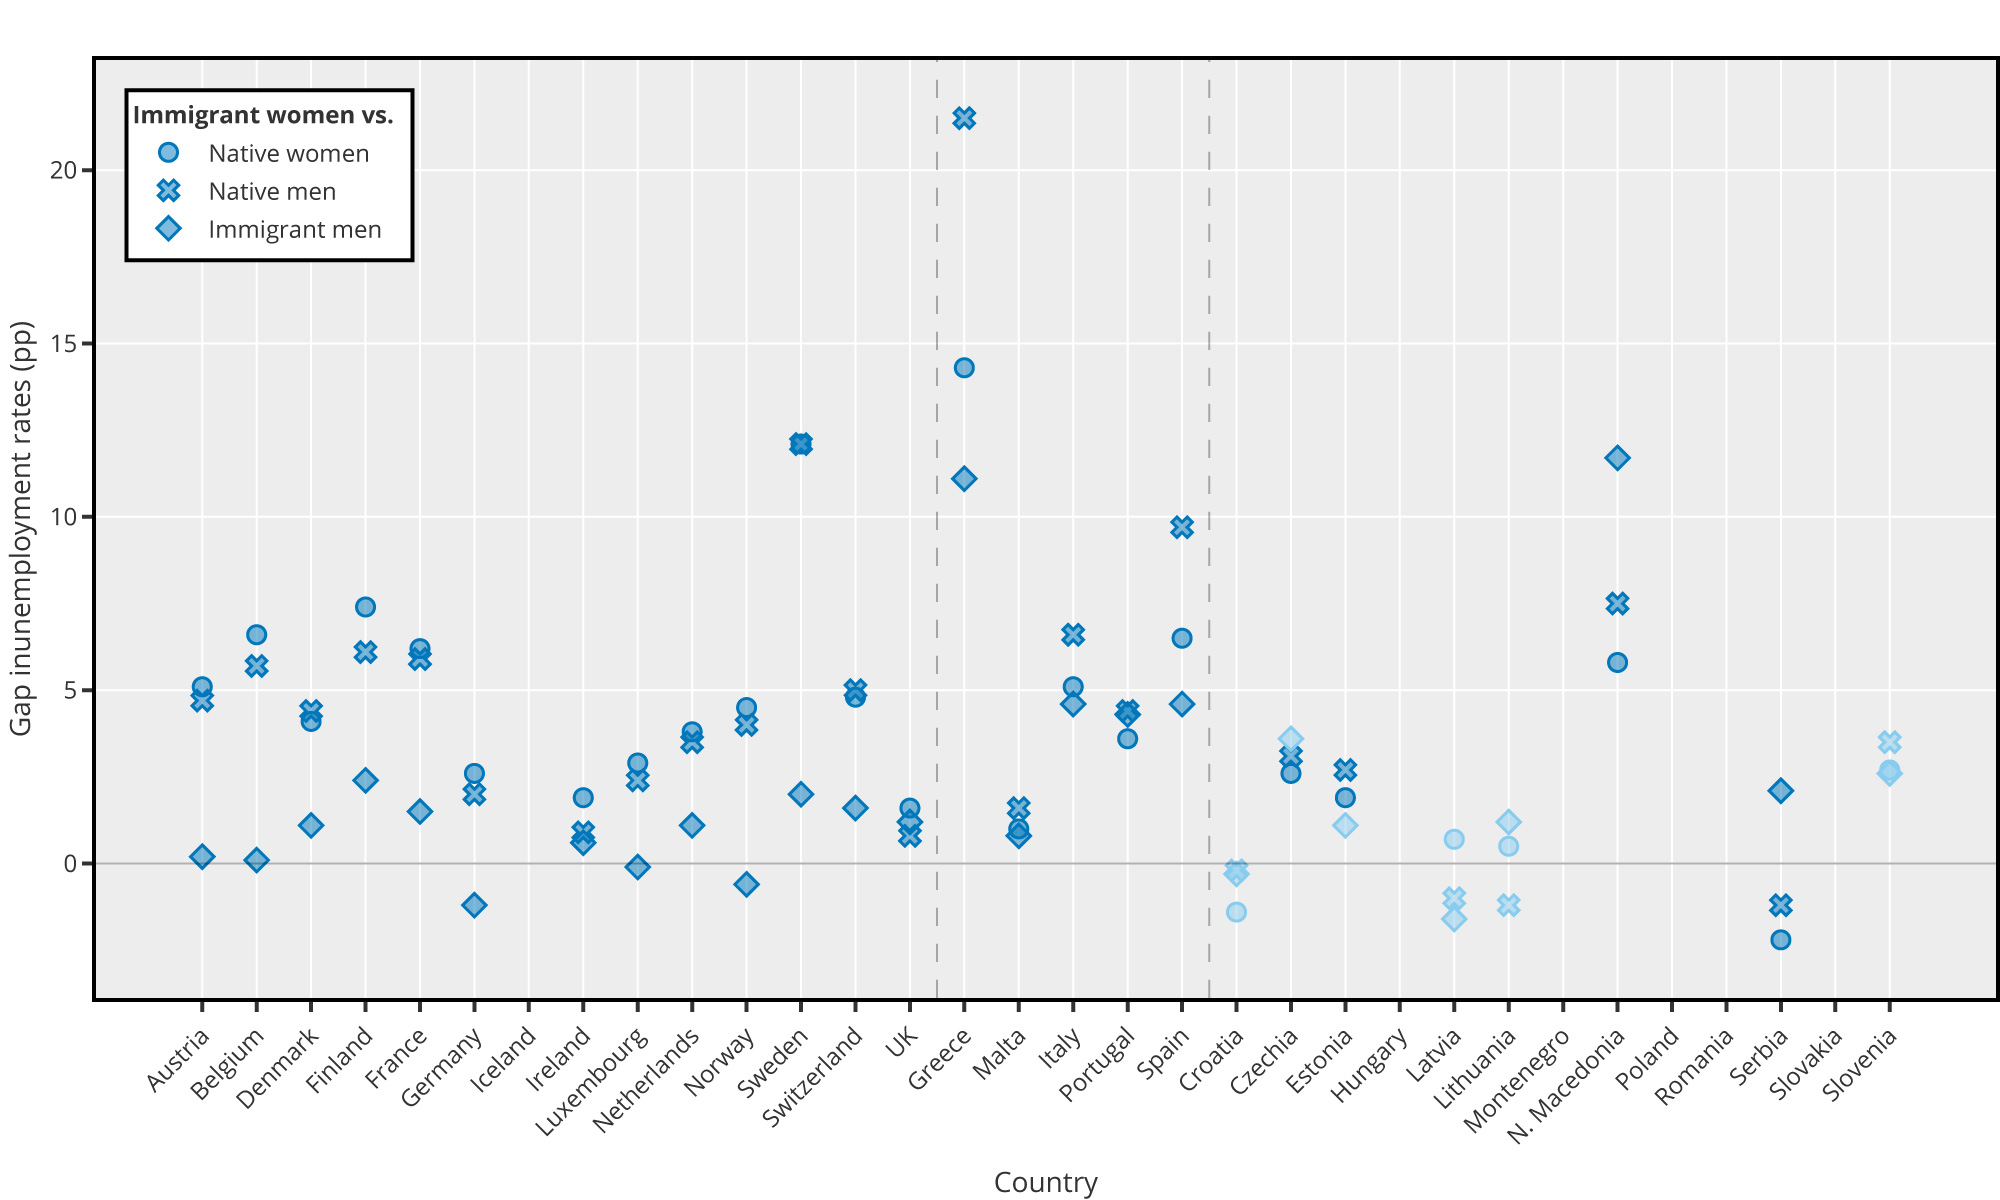 Immigrant women vs.
Native women
Native men
Immigrant men
Gap inunemployment rates (pp)
20
15
10
5
0
Austria
Belgium
Denmark
Finland
France
Germany
Iceland
Ireland
Luxembourg
Netherlands
Norway
Sweden
Switzerland
UK
Greece
Malta
Italy
Portugal
Spain
Croatia
Czechia
Estonia
Hungary
Latvia
Lithuania
Montenegro
N. Macedonia
Poland
Romania
Serbia
Slovakia
Slovenia
Country